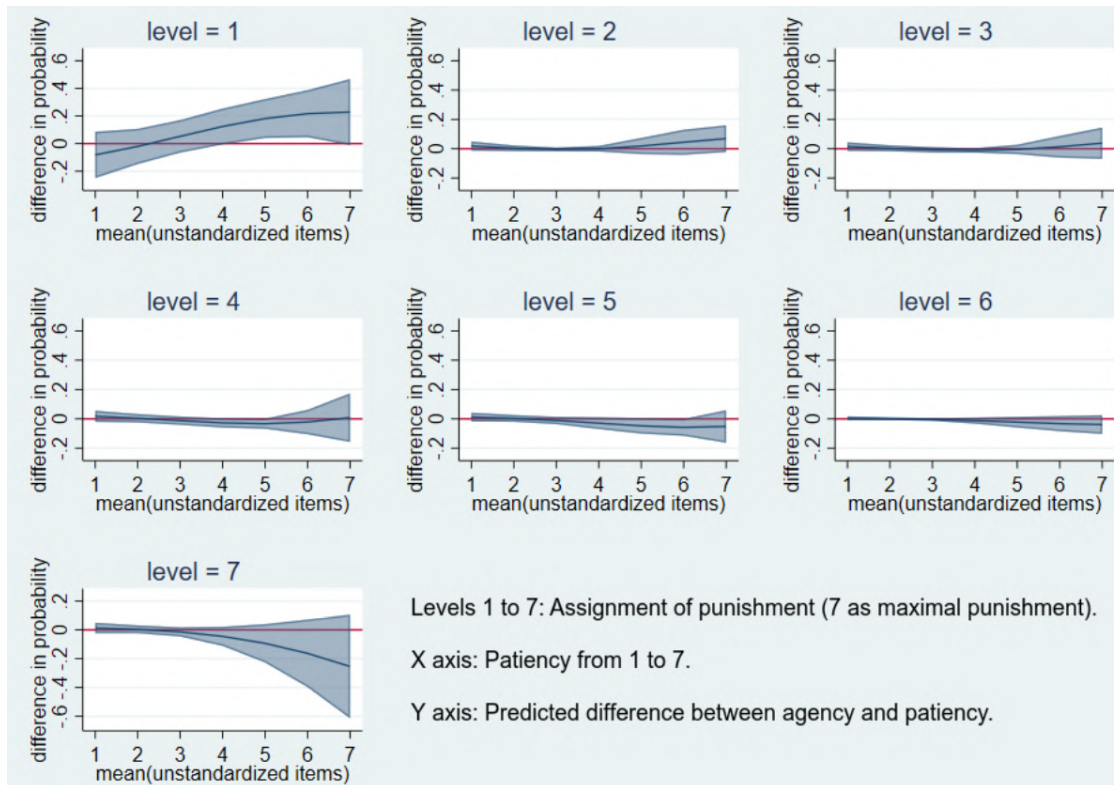 level = 1
difference in probability
-.2 0 .2 .4 .6
1 2 3 4 5 6 7
mean(unstandardized items)
level = 2
difference in probability
-.2 0 .2 .4 .6
1 2 3 4 5 6 7
mean(unstandardized items)
level = 3
difference in probability
-.2 0 .2 .4 .6
1 2 3 4 5 6 7
mean(unstandardized items)
level = 4
difference in probability
-.2 0 .2 .4 .6
1 2 3 4 5 6 7
mean(unstandardized items)
level = 5
difference in probability
-.2 0 .2 .4 .6
1 2 3 4 5 6 7
mean(unstandardized items)
level = 6
difference in probability
-.2 0 .2 .4 .6
1 2 3 4 5 6 7
mean(unstandardized items)
level = 7
difference in probability
-.6 -.4 -.2 0 .2
1 2 3 4 5 6 7
mean(unstandardized items)
Levels 1 to 7: Assignment of punishment (7 as maximal punishment).
X axis: Patiency from 1 to 7.
Y axis: Predicted difference between agency and patiency.